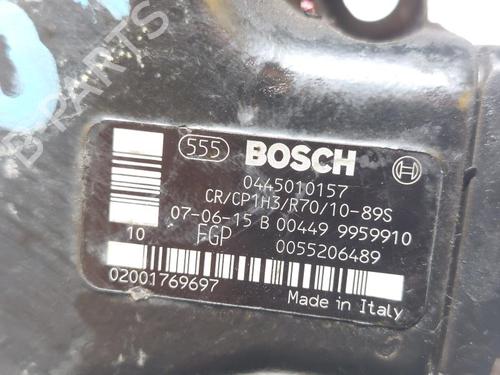 B-PARTS
555 BOSCH
0445010157
CR/CP1H3/R70/10-89S
07-06-15 B 00449 9959910
10 FGP 0055206489
02001769697 Made in Italy